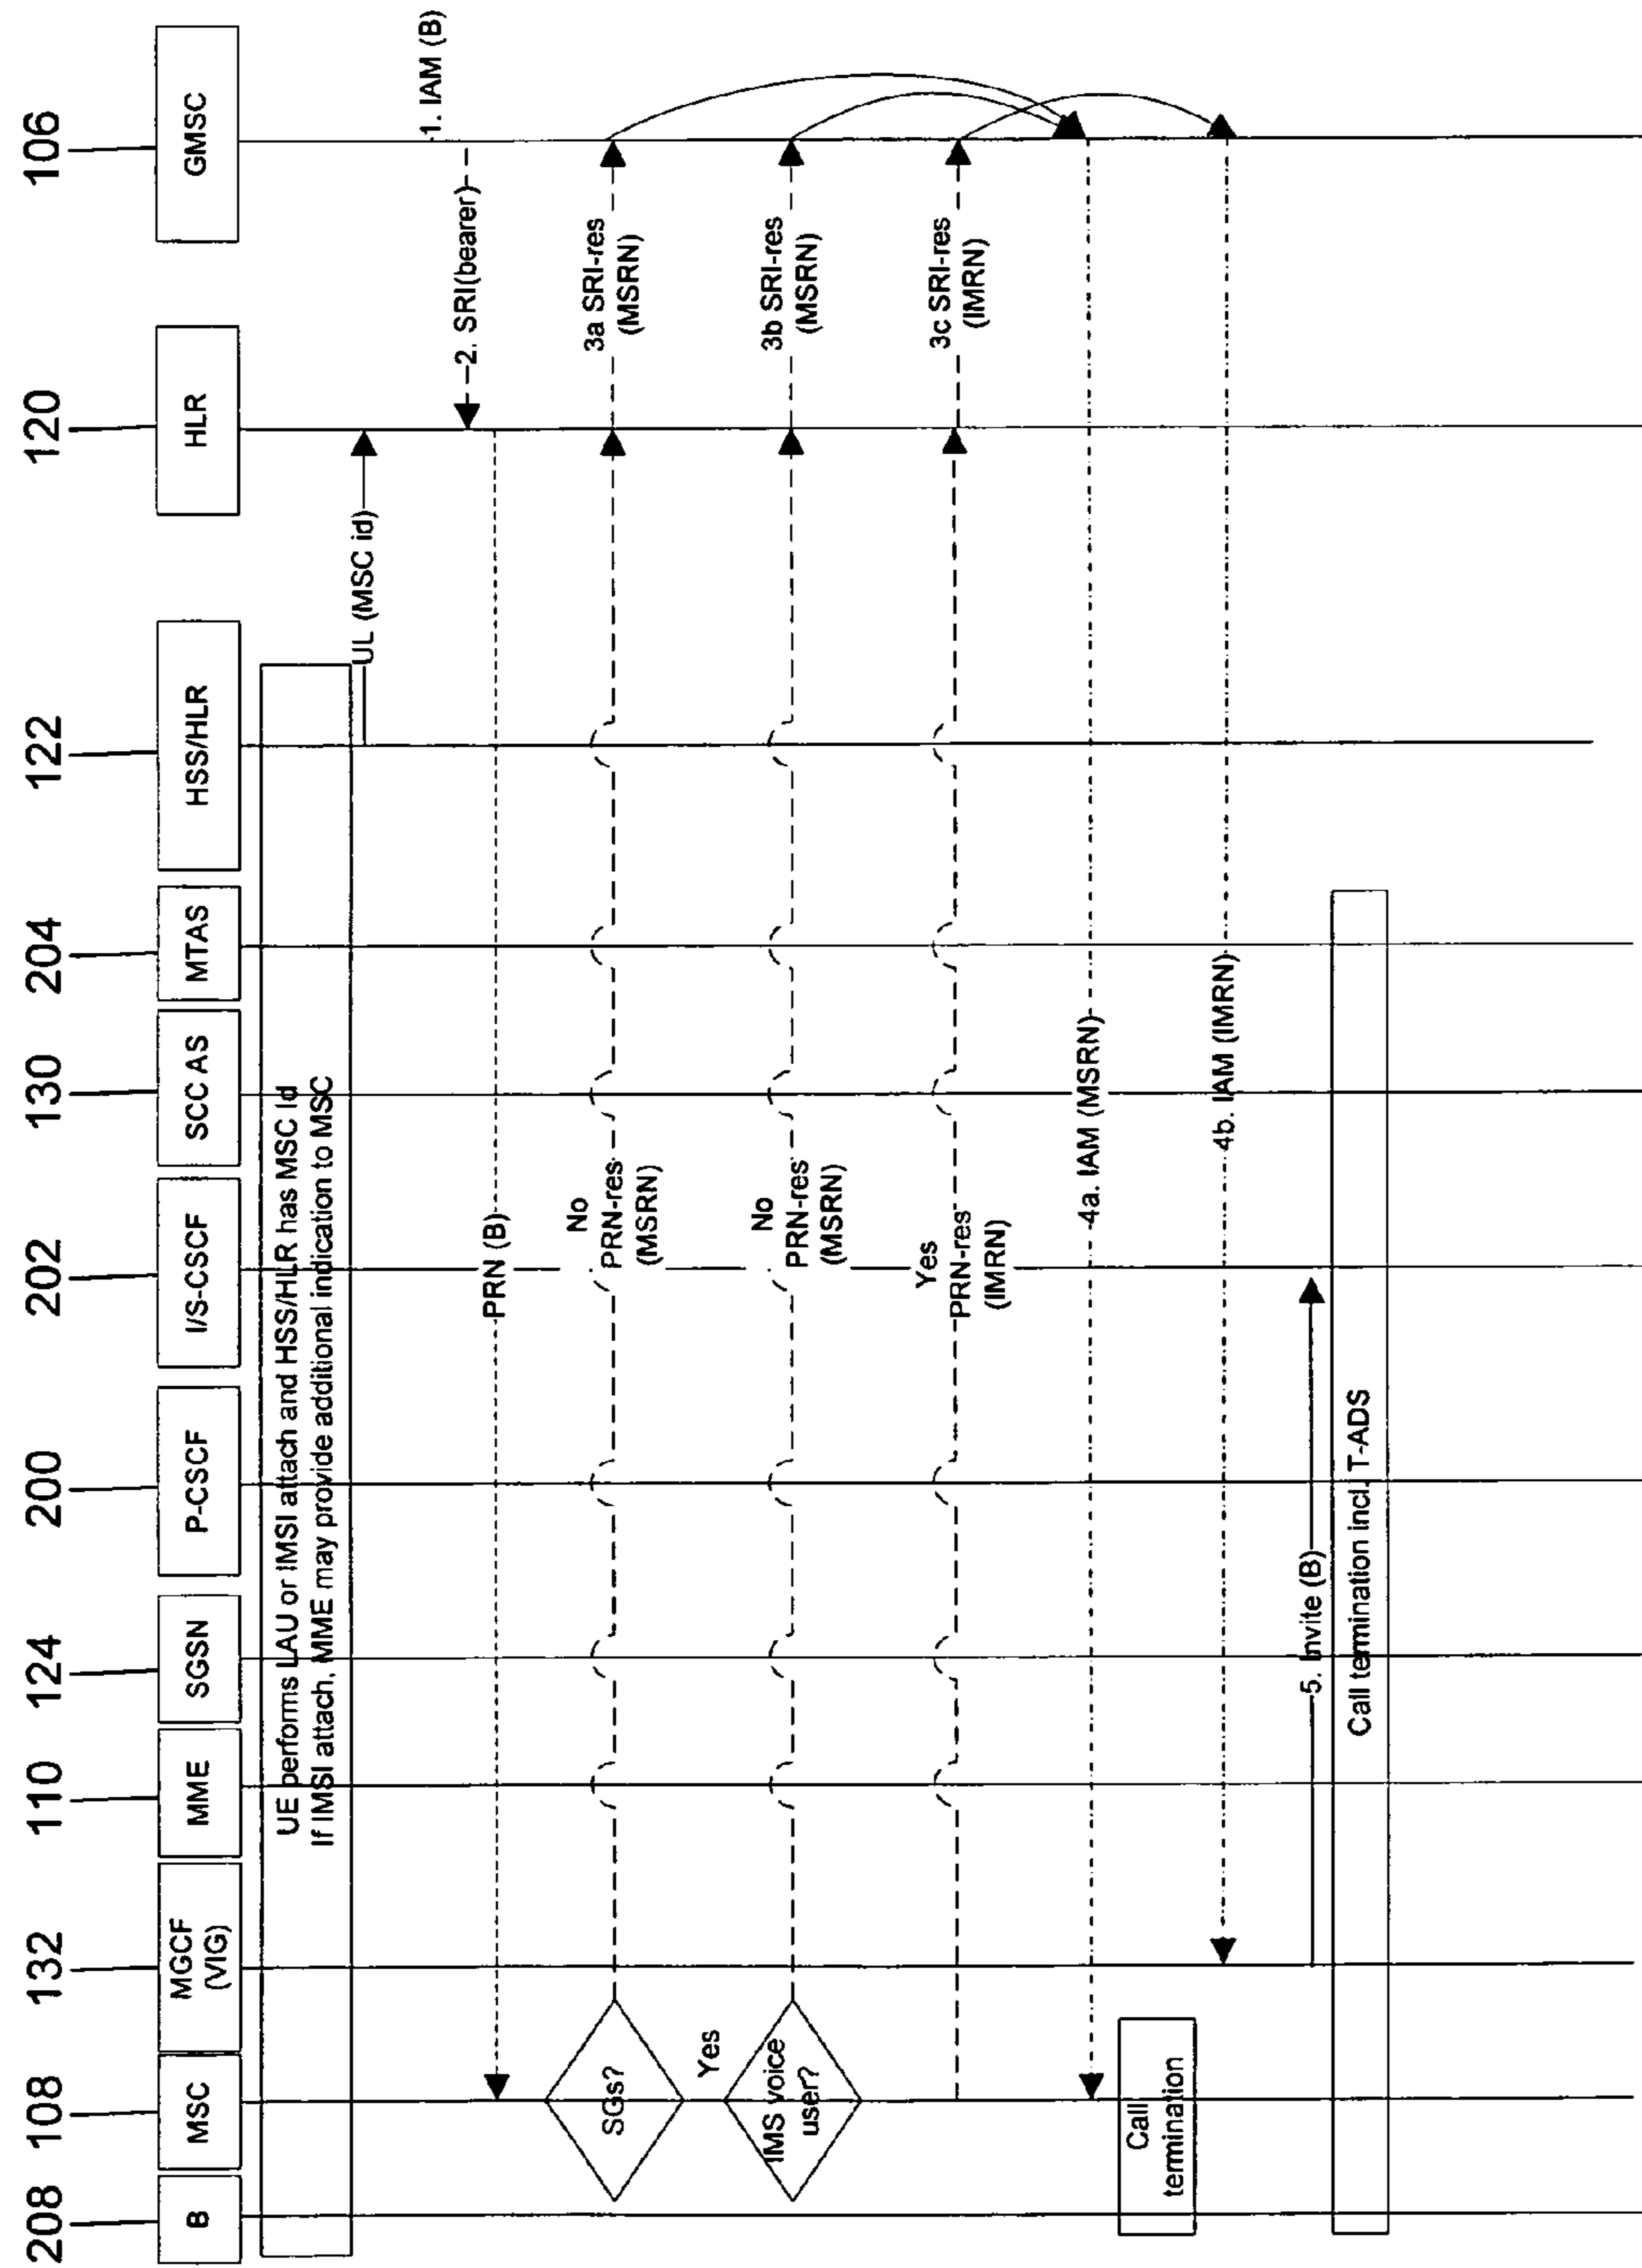 208
108
132
110
124
200
202
130
204
122
120
106
B
MSC
MGCF
(VIG)
MME
SGSN
P-CSCF
I/S-CSCF
SCC AS
MTAS
HSS/HLR
HLR
GMSC
UE performs LAU or IMSI attach and HSS/HLR has MSC Id
If IMSI attach, MME may provide additional indication to MSC
UL (MSC id)
1. IAM (B)
2. SRI(bearer)
PRN (B)
SGs?
No
PRN-res
(MSRN)
3a SRI-res
(MSRN)
Yes
IMS voice
user?
No
PRN-res
(MSRN)
3b SRI-res
(MSRN)
Yes
PRN-res
(IMRN)
3c SRI-res
(IMRN)
4a. IAM (MSRN)
Call
termination
4b. IAM (IMRN)
5. Invite (B)
Call termination incl. T-ADS